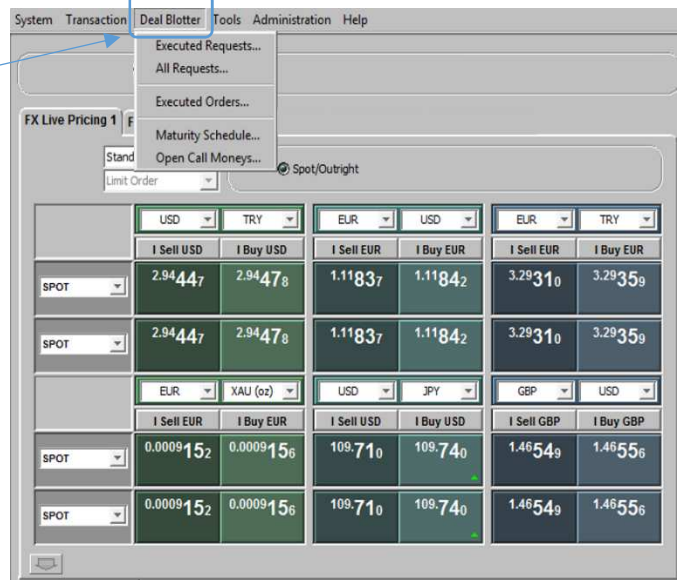 System Transaction Deal Blotter Tools Administration Help
Executed Requests...
All Requests...
Executed Orders...
Maturity Schedule...
Open Call Moneys...
FX Live Pricing 1 F
Stand
Limit Order
Spot/Outright
USD TRY EUR USD EUR TRY
I Sell USD I Buy USD I Sell EUR I Buy EUR I Sell EUR I Buy EUR
SPOT 2.94447 2.94478 1.11837 1.11842 3.29310 3.29359
SPOT 2.94447 2.94478 1.11837 1.11842 3.29310 3.29359
EUR XAU (oz) USD JPY GBP USD
I Sell EUR I Buy EUR I Sell USD I Buy USD I Sell GBP I Buy GBP
SPOT 0.0009152 0.0009156 109.710 109.740 1.46549 1.46556
SPOT 0.0009152 0.0009156 109.710 109.740 1.46549 1.46556